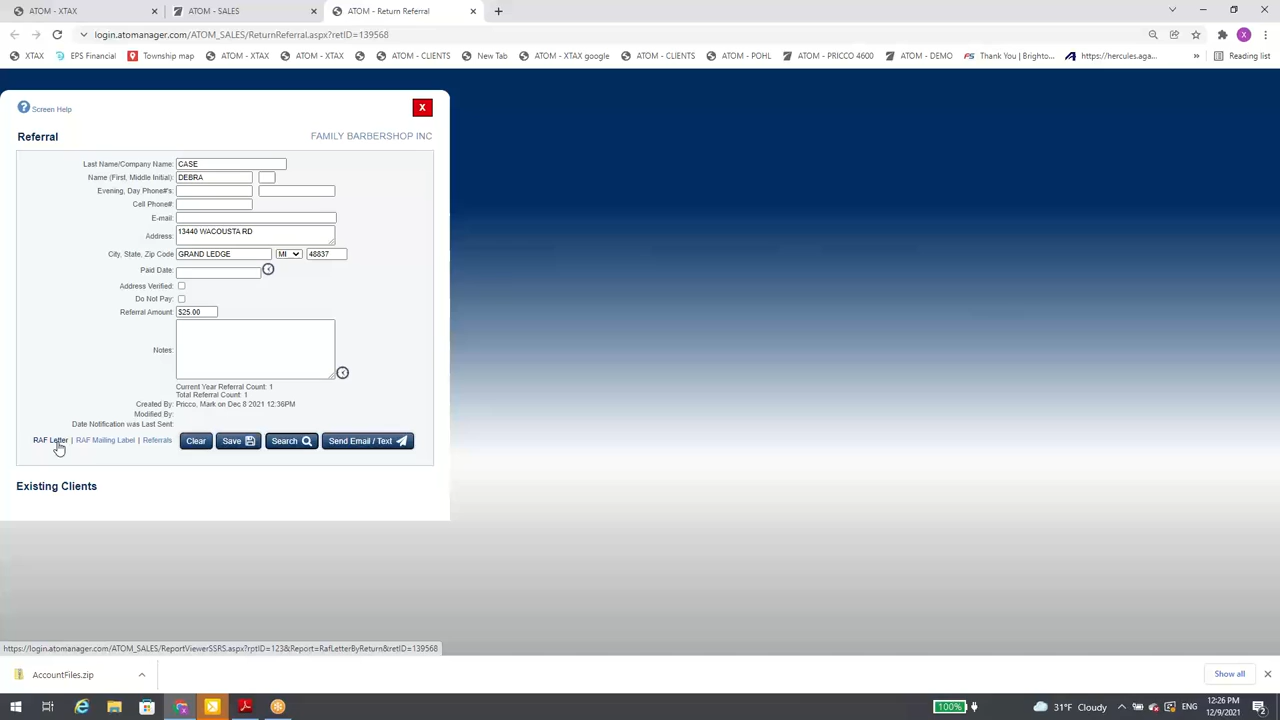 ATOM - XTAX
ATOM - SALES
ATOM - Return Referral
login.atomanager.com/ATOM_SALES/ReturnReferral.aspx?retID=139568
XTAX
EPS Financial
Township map
ATOM - XTAX
ATOM - XTAX
ATOM - CLIENTS
New Tab
ATOM - XTAX google
ATOM - CLIENTS
ATOM - POHL
ATOM - PRICCO 4600
ATOM - DEMO
Thank You | Brighto...
https://hercules.aga...
»
Reading list
Screen Help
X
Referral
FAMILY BARBERSHOP INC
Last Name/Company Name: CASE
Name (First, Middle Initial): DEBRA
Evening, Day Phone#'s:
Cell Phone#:
E-mail:
Address: 13440 WACOUSTA RD
City, State, Zip Code GRAND LEDGE MI 48837
Paid Date:
Address Verified:
Do Not Pay:
Referral Amount: $25.00
Notes:
Current Year Referral Count: 1
Total Referral Count: 1
Created By: Pricco, Mark on Dec 8 2021 12:36PM
Modified By:
Date Notification was Last Sent:
RAF Letter | RAF Mailing Label | Referrals Clear Save Search Send Email / Text
Existing Clients
https://login.atomanager.com/ATOM_SALES/ReportViewerSSRS.aspx?rptID=123&Report=RafLetterByReturn&retID=139568
AccountFiles.zip
Show all
100%
31°F Cloudy
ENG
12:26 PM
12/9/2021
2